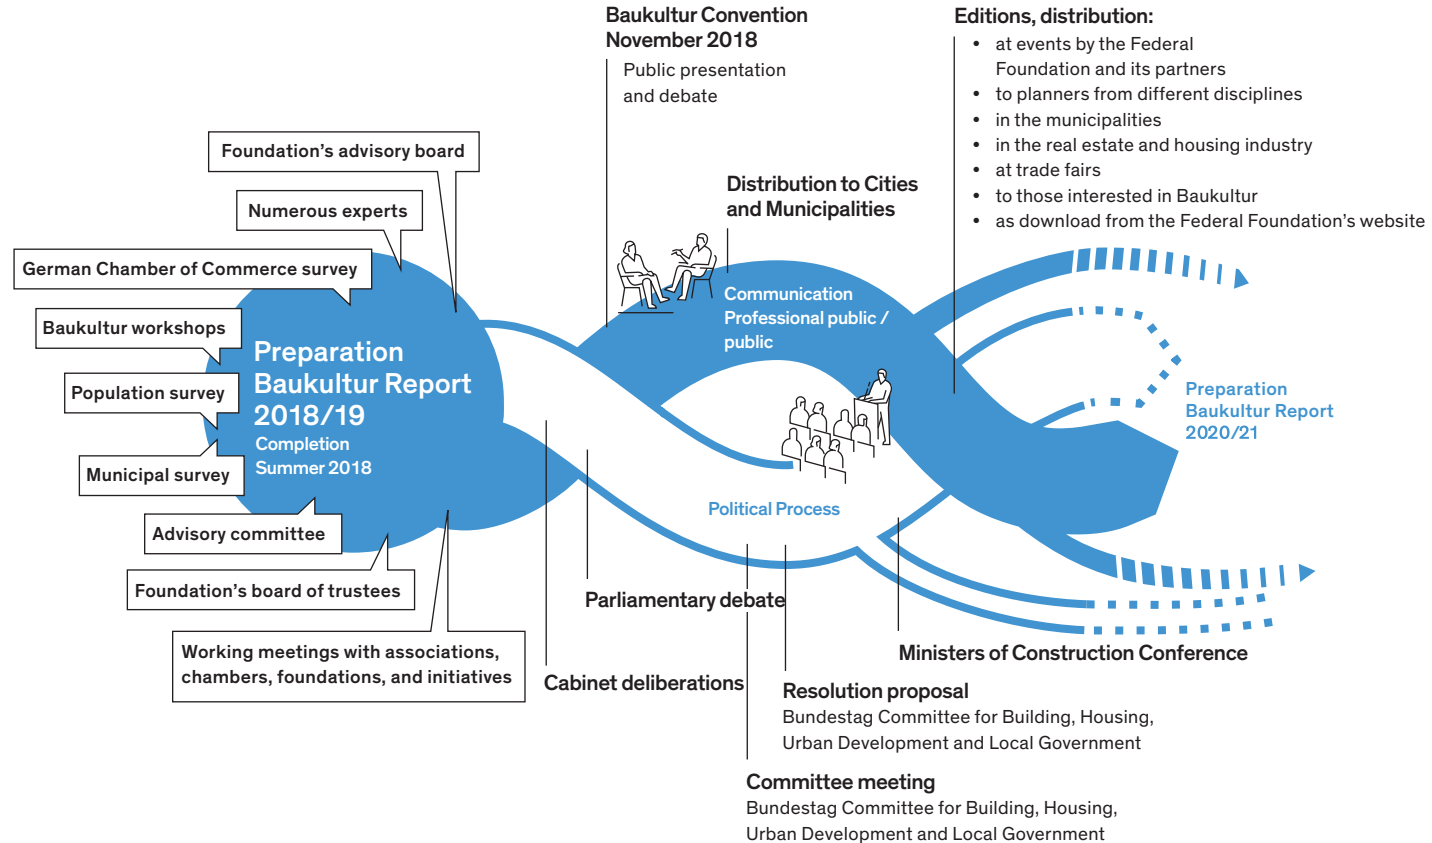 Baukultur Convention
November 2018
Public presentation
and debate
Editions, distribution:
• at events by the Federal
Foundation and its partners
• to planners from different disciplines
• in the municipalities
• in the real estate and housing industry
• at trade fairs
• to those interested in Baukultur
• as download from the Federal Foundation's website
Distribution to Cities
and Municipalities
Foundation's advisory board
Numerous experts
German Chamber of Commerce survey
Baukultur workshops
Population survey
Municipal survey
Advisory committee
Foundation's board of trustees
Working meetings with associations,
chambers, foundations, and initiatives
Preparation
Baukultur Report
2018/19
Completion
Summer 2018
Communication
Professional public /
public
Political Process
Preparation
Baukultur Report
2020/21
Parliamentary debate
Cabinet deliberations
Ministers of Construction Conference
Resolution proposal
Bundestag Committee for Building, Housing,
Urban Development and Local Government
Committee meeting
Bundestag Committee for Building, Housing,
Urban Development and Local Government